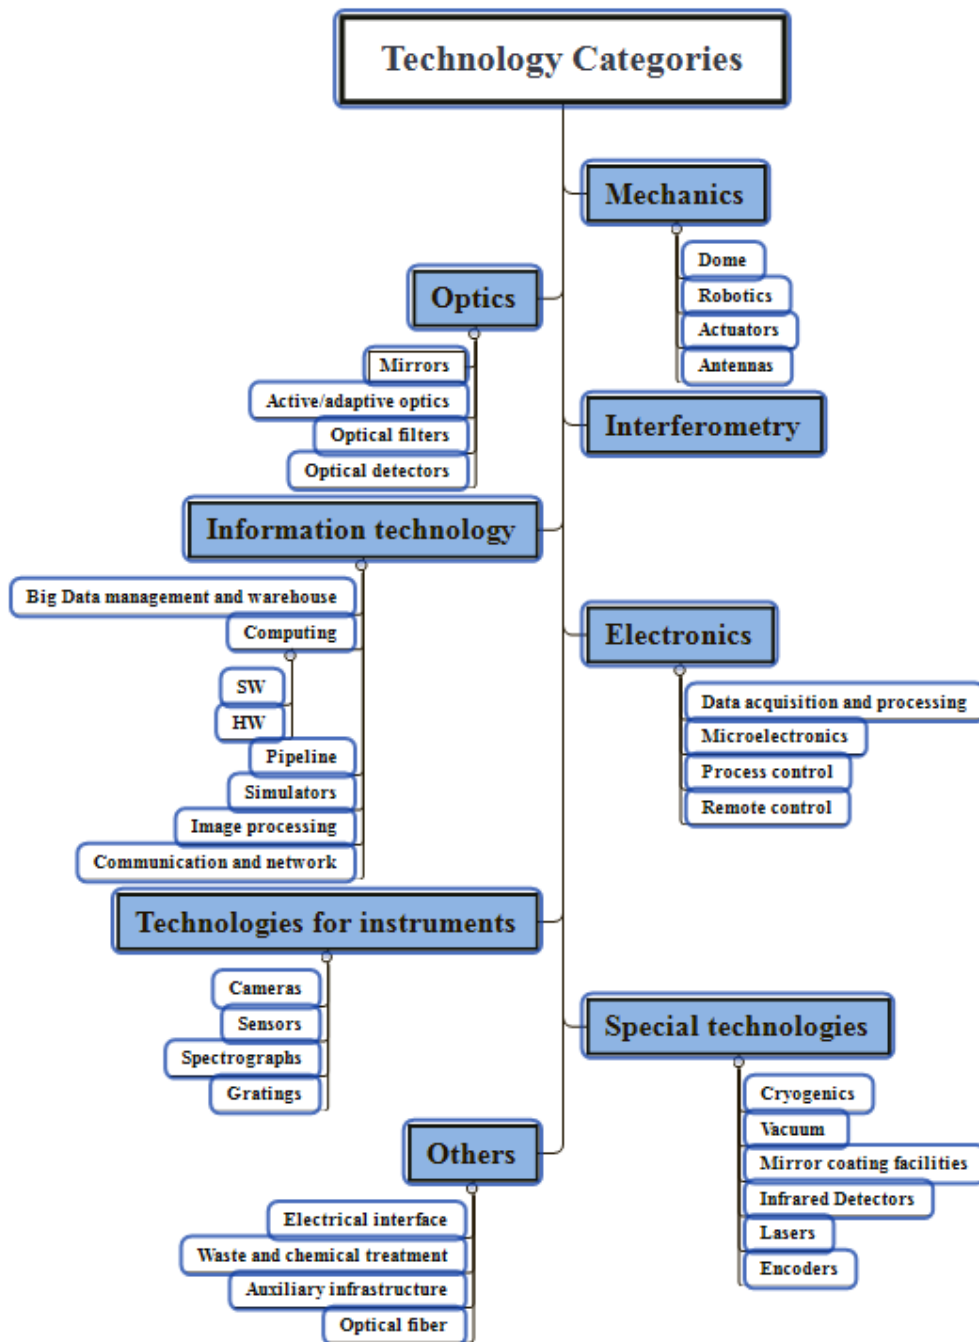 Technology Categories
Mechanics
Dome
Robotics
Actuators
Antennas
Optics
Mirrors
Active/adaptive optics
Optical filters
Optical detectors
Interferometry
Information technology
Big Data management and warehouse
Computing
SW
HW
Pipeline
Simulators
Image processing
Communication and network
Electronics
Data acquisition and processing
Microelectronics
Process control
Remote control
Technologies for instruments
Cameras
Sensors
Spectrographs
Gratings
Special technologies
Cryogenics
Vacuum
Mirror coating facilities
Infrared Detectors
Lasers
Encoders
Others
Electrical interface
Waste and chemical treatment
Auxiliary infrastructure
Optical fiber